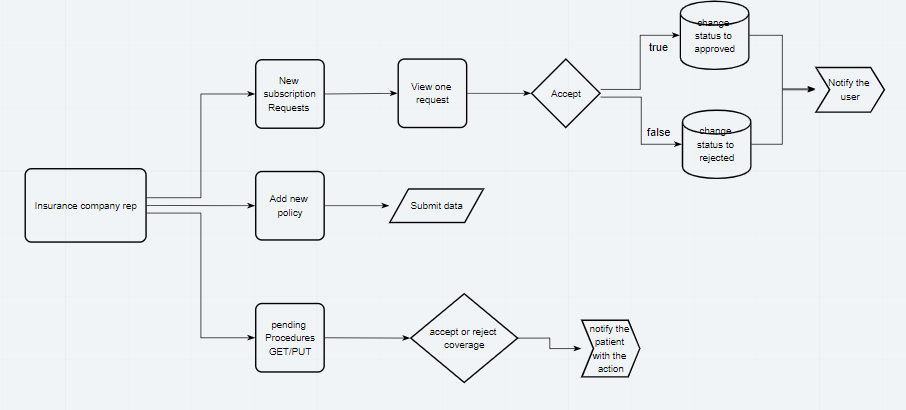 change
status to
approved
true
New
subscription
Requests
View one
request
Accept
Notify the
user
false
change
status to
rejected
Insurance company rep
Add new
policy
Submit data
pending
Procedures
GET/PUT
accept or reject
coverage
notify the
patient
with the
action